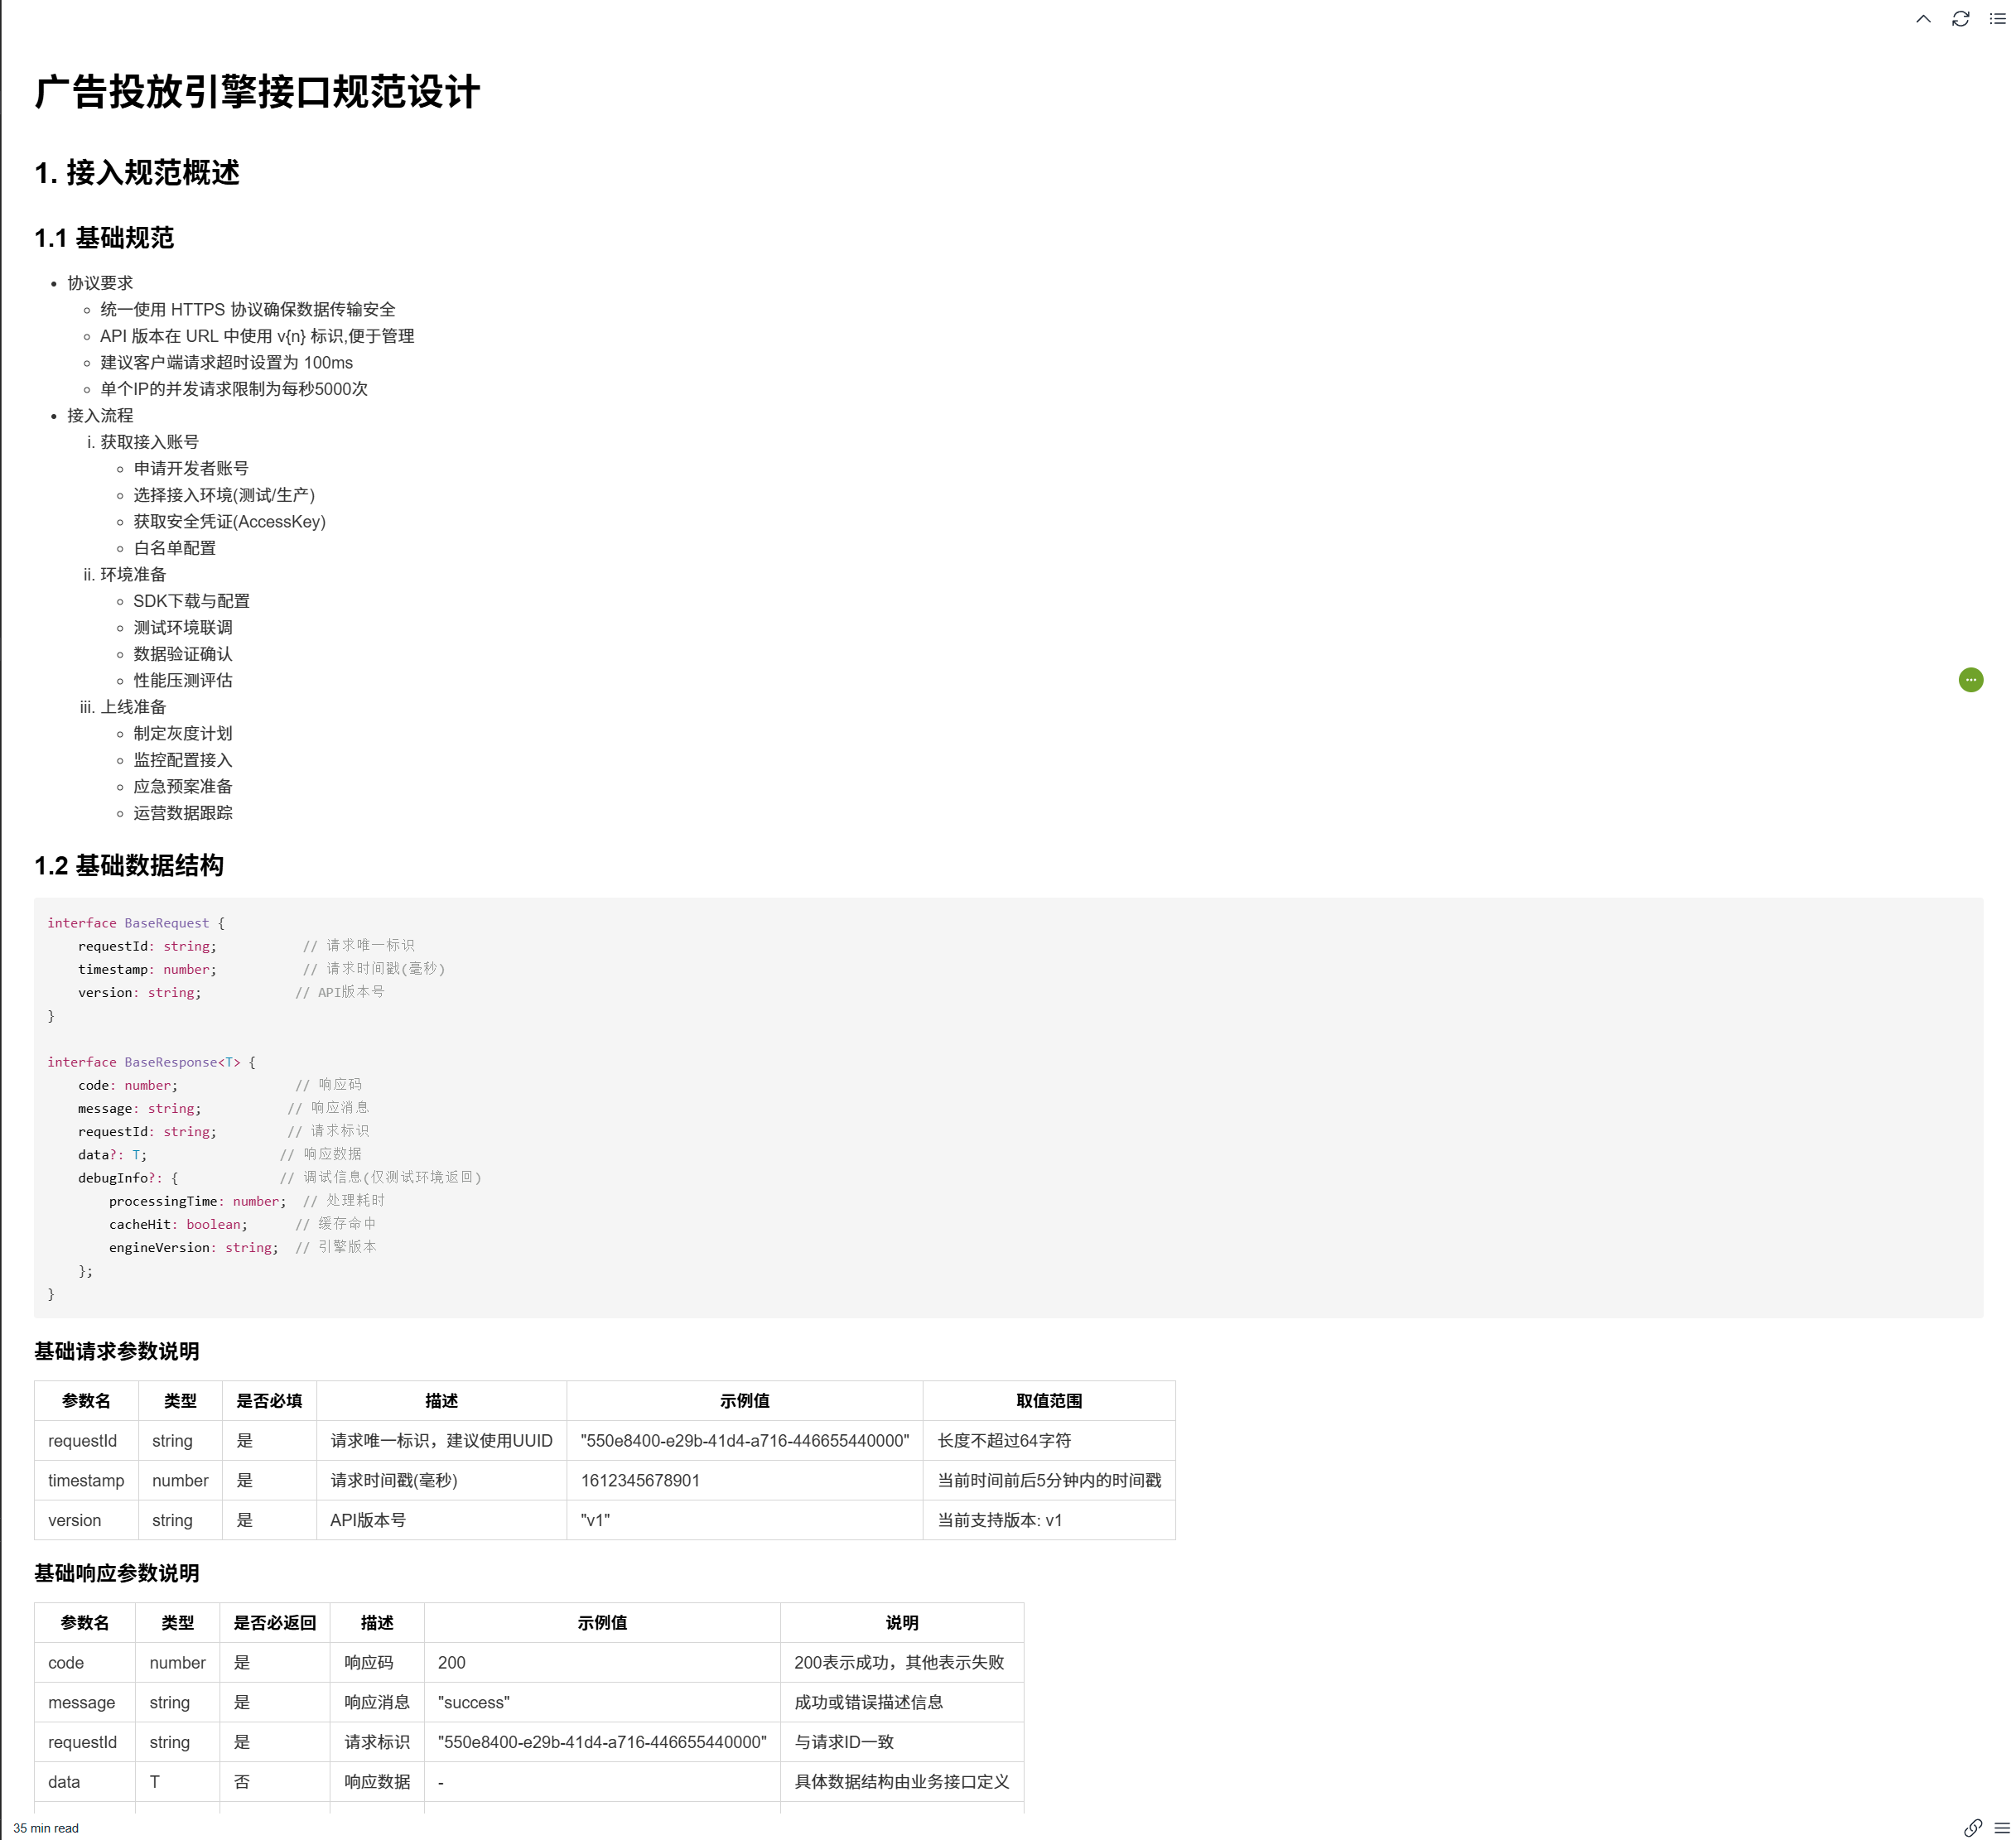 广告投放引擎接口规范设计
1. 接入规范概述
1.1 基础规范
• 协议要求
◦ 统一使用 HTTPS 协议确保数据传输安全
◦ API 版本在 URL 中使用 v{n} 标识,便于管理
◦ 建议客户端请求超时设置为 100ms
◦ 单个IP的并发请求限制为每秒5000次
• 接入流程
i. 获取接入账号
◦ 申请开发者账号
◦ 选择接入环境(测试/生产)
◦ 获取安全凭证(AccessKey)
◦ 白名单配置
ii. 环境准备
◦ SDK下载与配置
◦ 测试环境联调
◦ 数据验证确认
◦ 性能压测评估
iii. 上线准备
◦ 制定灰度计划
◦ 监控配置接入
◦ 应急预案准备
◦ 运营数据跟踪
1.2 基础数据结构
interface BaseRequest {
    requestId: string;           // 请求唯一标识
    timestamp: number;           // 请求时间戳(毫秒)
    version: string;            // API版本号
}

interface BaseResponse<T> {
    code: number;               // 响应码
    message: string;           // 响应消息
    requestId: string;         // 请求标识
    data?: T;                 // 响应数据
    debugInfo?: {             // 调试信息(仅测试环境返回)
        processingTime: number;  // 处理耗时
        cacheHit: boolean;      // 缓存命中
        engineVersion: string;  // 引擎版本
    };
}
基础请求参数说明
参数名 类型 是否必填 描述 示例值 取值范围
requestId string 是 请求唯一标识，建议使用UUID "550e8400-e29b-41d4-a716-446655440000" 长度不超过64字符
timestamp number 是 请求时间戳(毫秒) 1612345678901 当前时间前后5分钟内的时间戳
version string 是 API版本号 "v1" 当前支持版本: v1
基础响应参数说明
参数名 类型 是否必返回 描述 示例值 说明
code number 是 响应码 200 200表示成功，其他表示失败
message string 是 响应消息 "success" 成功或错误描述信息
requestId string 是 请求标识 "550e8400-e29b-41d4-a716-446655440000" 与请求ID一致
data T 否 响应数据 - 具体数据结构由业务接口定义
35 min read